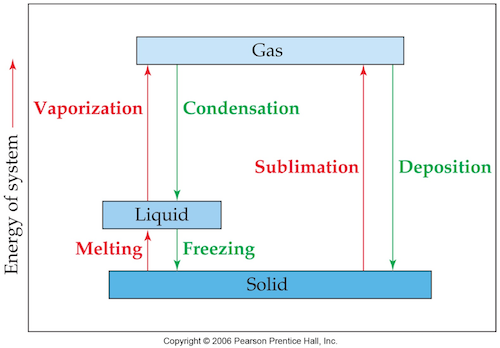 Energy of system
Gas
Vaporization
Condensation
Sublimation
Deposition
Liquid
Melting
Freezing
Solid
Copyright © 2006 Pearson Prentice Hall, Inc.